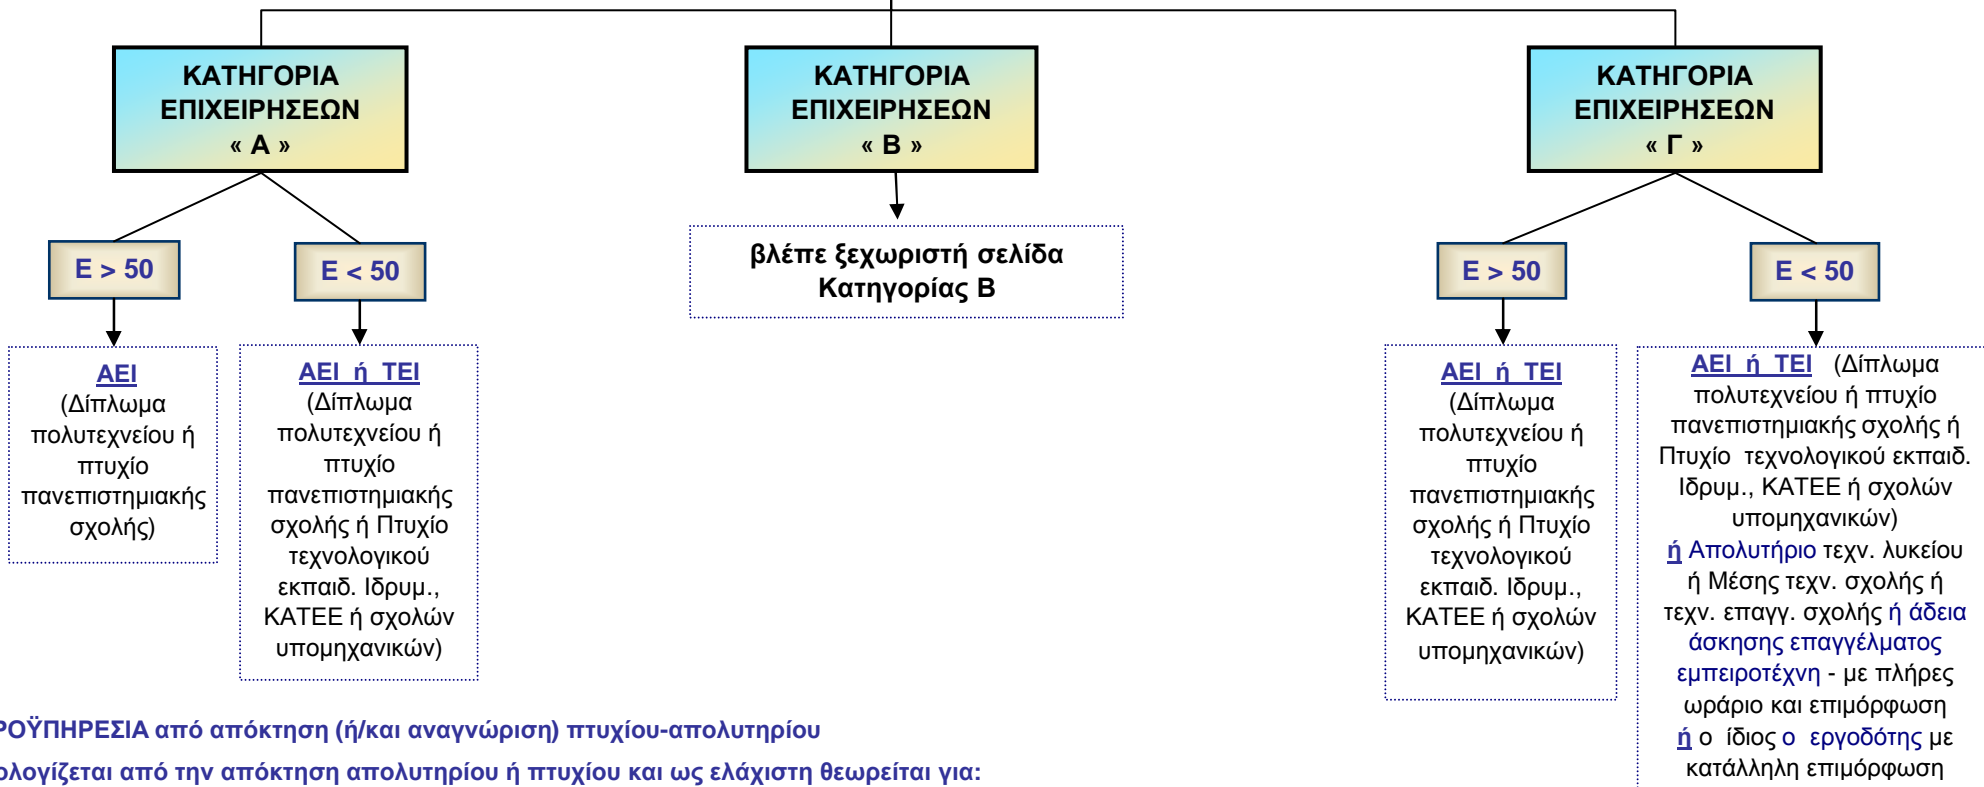 ΚΑΤΗΓΟΡΙΑ
ΕΠΙΧΕΙΡΗΣΕΩΝ
« Α »
Ε > 50
Ε < 50
ΑΕΙ
(Δίπλωμα
πολυτεχνείου ή
πτυχίο
πανεπιστημιακής
σχολής)
ΑΕΙ ή ΤΕΙ
(Δίπλωμα
πολυτεχνείου ή
πτυχίο
πανεπιστημιακής
σχολής ή Πτυχίο
τεχνολογικού
εκπαιδ. Ιδρυμ.,
ΚΑΤΕΕ ή σχολών
υπομηχανικών)
ΚΑΤΗΓΟΡΙΑ
ΕΠΙΧΕΙΡΗΣΕΩΝ
« Β »
βλέπε ξεχωριστή σελίδα
Κατηγορίας Β
ΚΑΤΗΓΟΡΙΑ
ΕΠΙΧΕΙΡΗΣΕΩΝ
« Γ »
Ε > 50
Ε < 50
ΑΕΙ ή ΤΕΙ
(Δίπλωμα
πολυτεχνείου ή
πτυχίο
πανεπιστημιακής
σχολής ή Πτυχίο
τεχνολογικού
εκπαιδ. Ιδρυμ.,
ΚΑΤΕΕ ή σχολών
υπομηχανικών)
ΑΕΙ ή ΤΕΙ (Δίπλωμα
πολυτεχνείου ή πτυχίο
πανεπιστημιακής σχολής ή
Πτυχίο τεχνολογικού εκπαιδ.
Ιδρυμ., ΚΑΤΕΕ ή σχολών
υπομηχανικών)
ή Απολυτήριο τεχν. λυκείου
ή Μέσης τεχν. σχολής ή
τεχν. επαγγ. σχολής ή άδεια
άσκησης επαγγέλματος
εμπειροτέχνη - με πλήρες
ωράριο και επιμόρφωση
ή ο ίδιος ο εργοδότης με
κατάλληλη επιμόρφωση
ΡΟΫΠΗΡΕΣΙΑ από απόκτηση (ή/και αναγνώριση) πτυχίου-απολυτηρίου
ολογίζεται από την απόκτηση απολυτηρίου ή πτυχίου και ως ελάχιστη θεωρείται για: